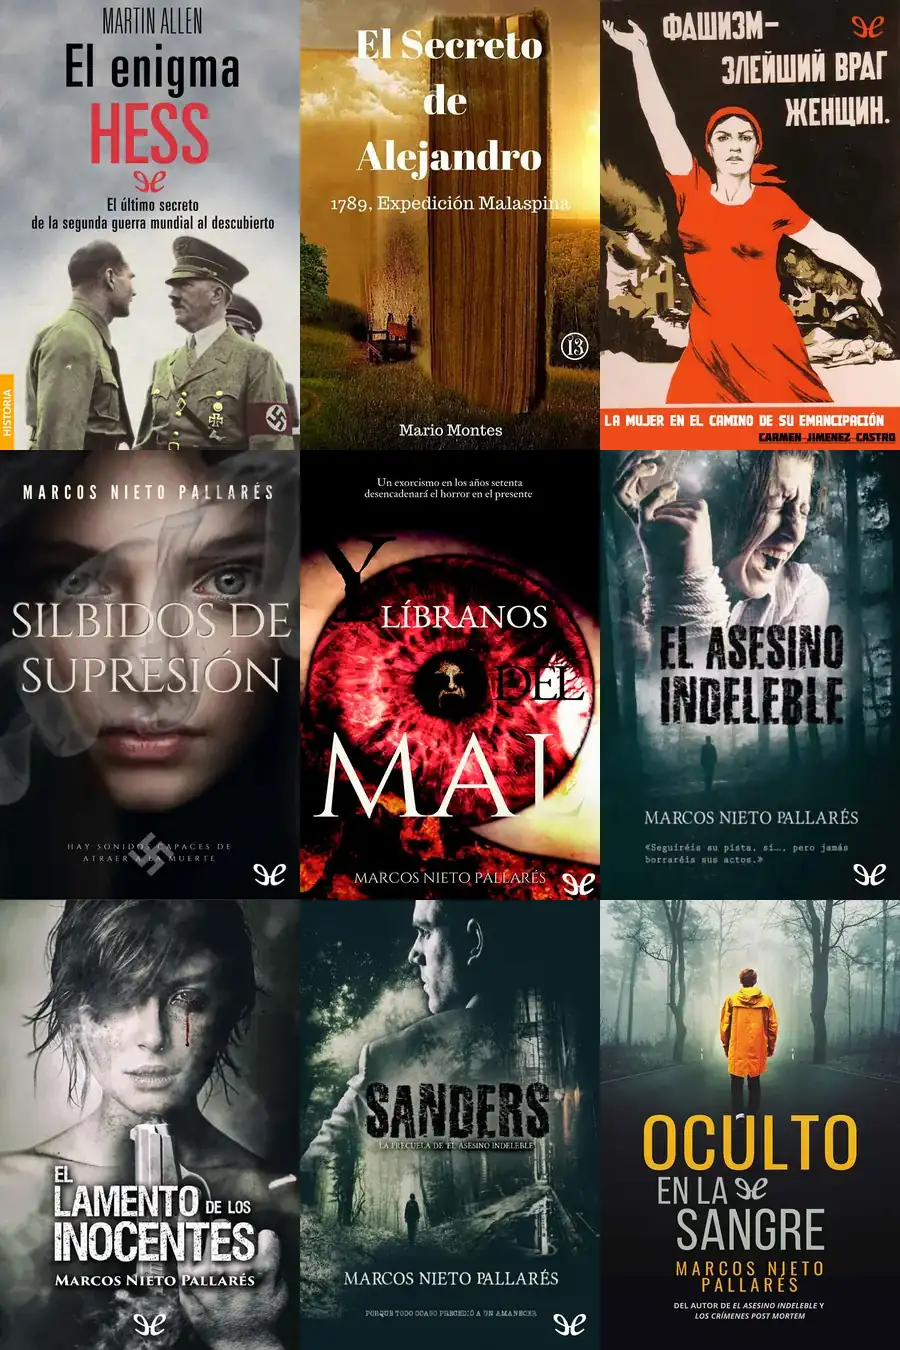 MARTIN ALLEN
El enigma
HESS
El último secreto
de la segunda guerra mundial al descubierto
HISTORIA
El Secreto
de
Alejandro
1789, Expedición Malaspina
13
Mario Montes
ФАШИЗМ–
ЗЛЕЙШИЙ ВРАГ
ЖЕНЩИН.
LA MUJER EN EL CAMINO DE SU EMANCIPACIÓN
CARMEN JIMENEZ CASTRO
MARCOS NIETO PALLARÉS
SILBIDOS DE
SUPRESIÓN
HAY SONIDOS CAPACES DE
ATRAER A LA MUERTE
Un exorcismo en los años setenta
desencadenará el horror en el presente
Y
LÍBRANOS
DEL
MAL
MARCOS NIETO PALLARÉS
EL ASESINO
INDELEBLE
MARCOS NIETO PALLARÉS
«Seguiréis su pista, sí..., pero jamás
borraréis sus actos.»
EL
LAMENTO DE LOS
INOCENTES
MARCOS NIETO PALLARÉS
SANDERS
LA PRECUELA DE 'EL ASESINO INDELEBLE'
MARCOS NIETO PALLARÉS
PORQUE TODO OCASO PRECEDIÓ A UN AMANECER
OCULTO
EN LA
SANGRE
MARCOS NIETO
PALLARÉS
DEL AUTOR DE EL ASESINO INDELEBLE Y
LOS CRÍMENES POST MORTEM